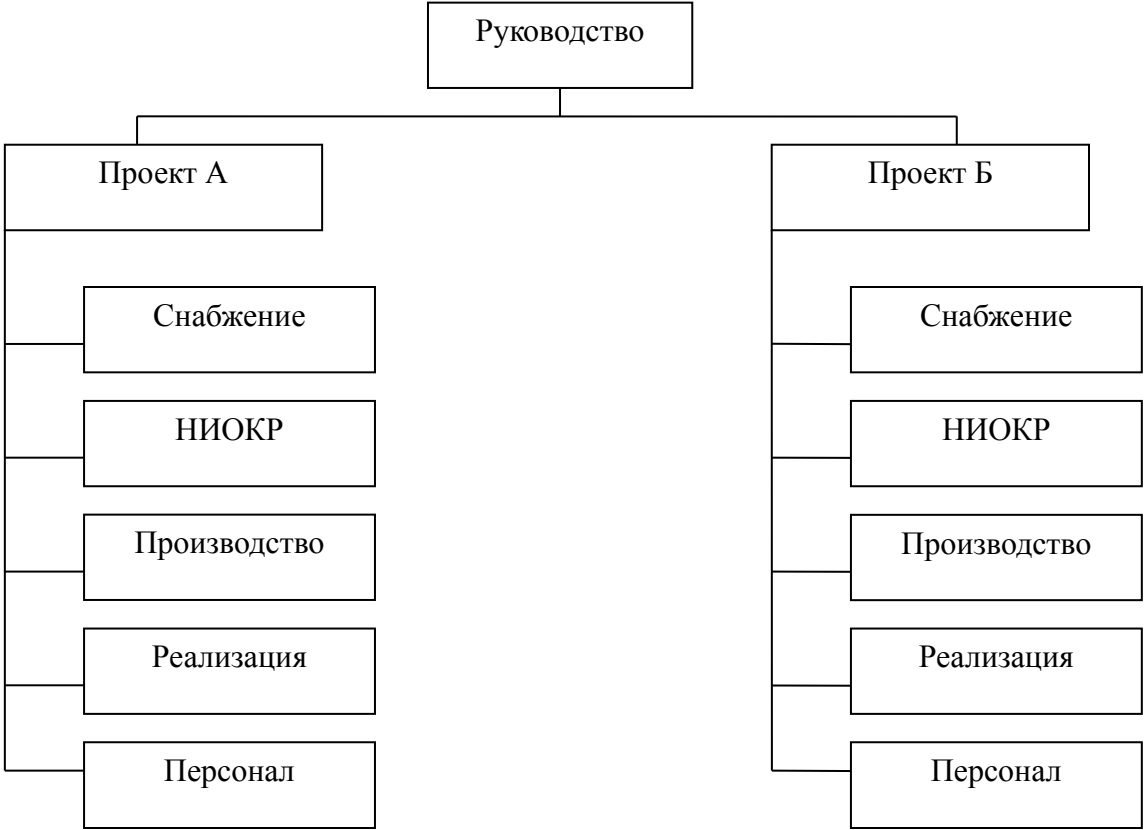 Руководство
Проект А
Проект Б
Снабжение
Снабжение
НИОКР
НИОКР
Производство
Производство
Реализация
Реализация
Персонал
Персонал